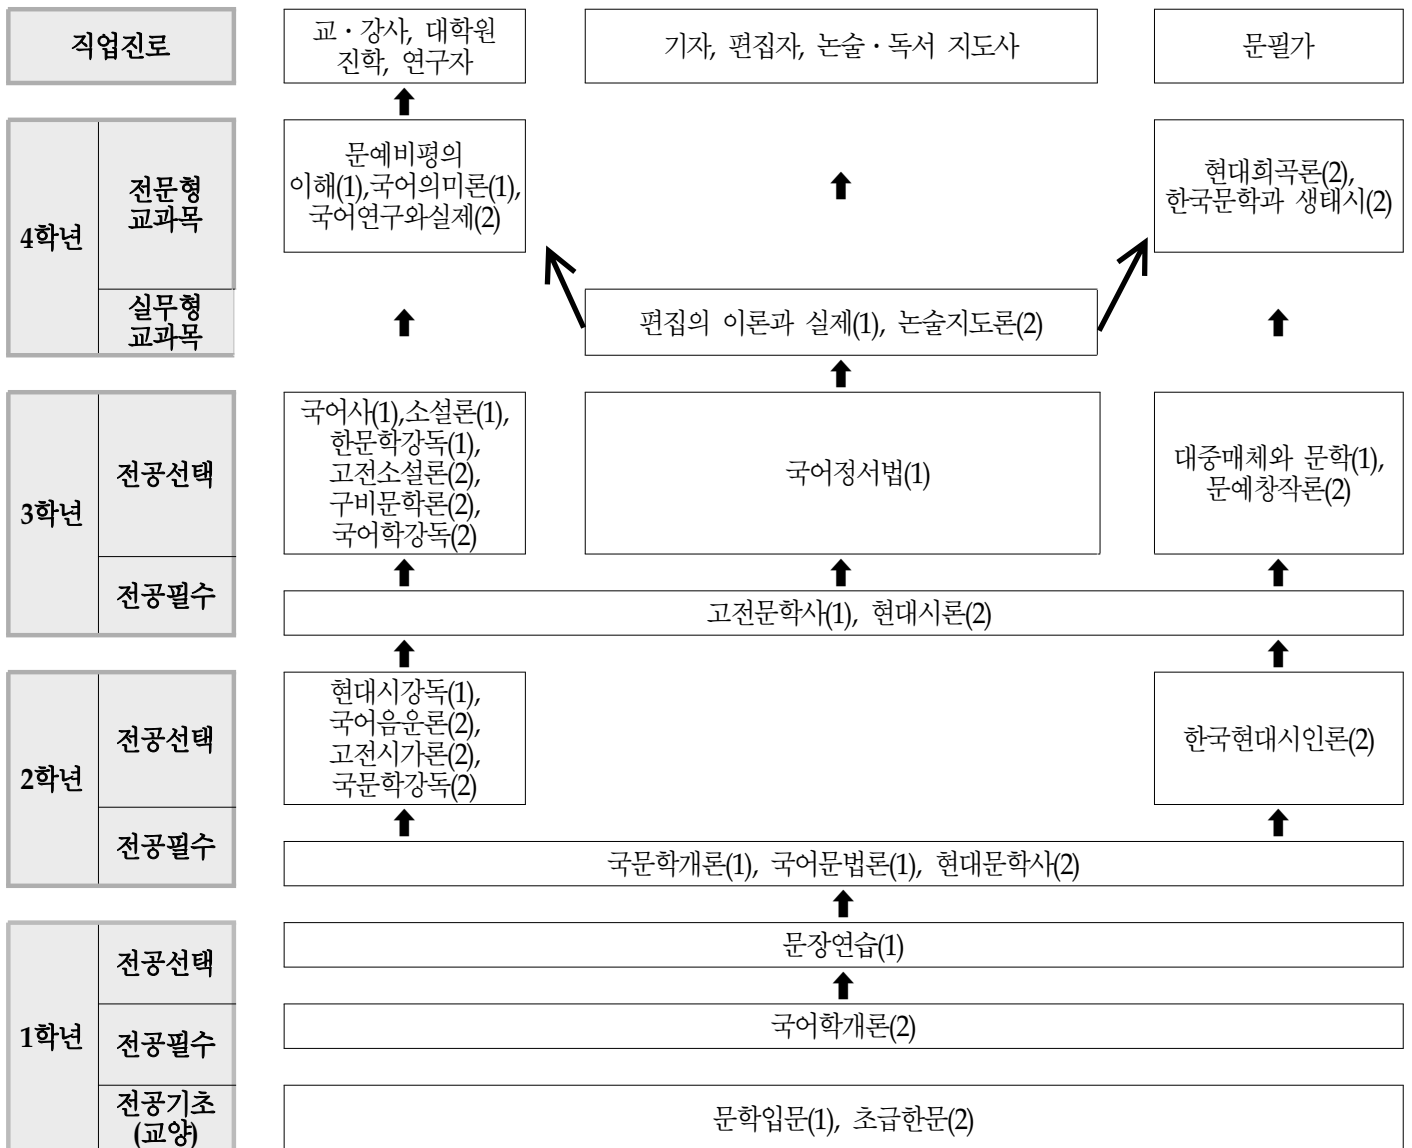 직업진로
교·강사, 대학원
진학, 연구자
기자, 편집자, 논술·독서 지도사
문필가
4학년
전문형
교과목
문예비평의
이해(1),국어의미론(1),
국어연구와실제(2)
현대희곡론(2),
한국문학과 생태시(2)
실무형
교과목
편집의 이론과 실제(1), 논술지도론(2)
3학년
전공선택
국어사(1),소설론(1),
한문학강독(1),
고전소설론(2),
구비문학론(2),
국어학강독(2)
국어정서법(1)
대중매체와 문학(1),
문예창작론(2)
전공필수
고전문학사(1), 현대시론(2)
2학년
전공선택
현대시강독(1),
국어음운론(2),
고전시가론(2),
국문학강독(2)
한국현대시인론(2)
전공필수
국문학개론(1), 국어문법론(1), 현대문학사(2)
1학년
전공선택
문장연습(1)
전공필수
국어학개론(2)
전공기초
(교양)
문학입문(1), 초급한문(2)